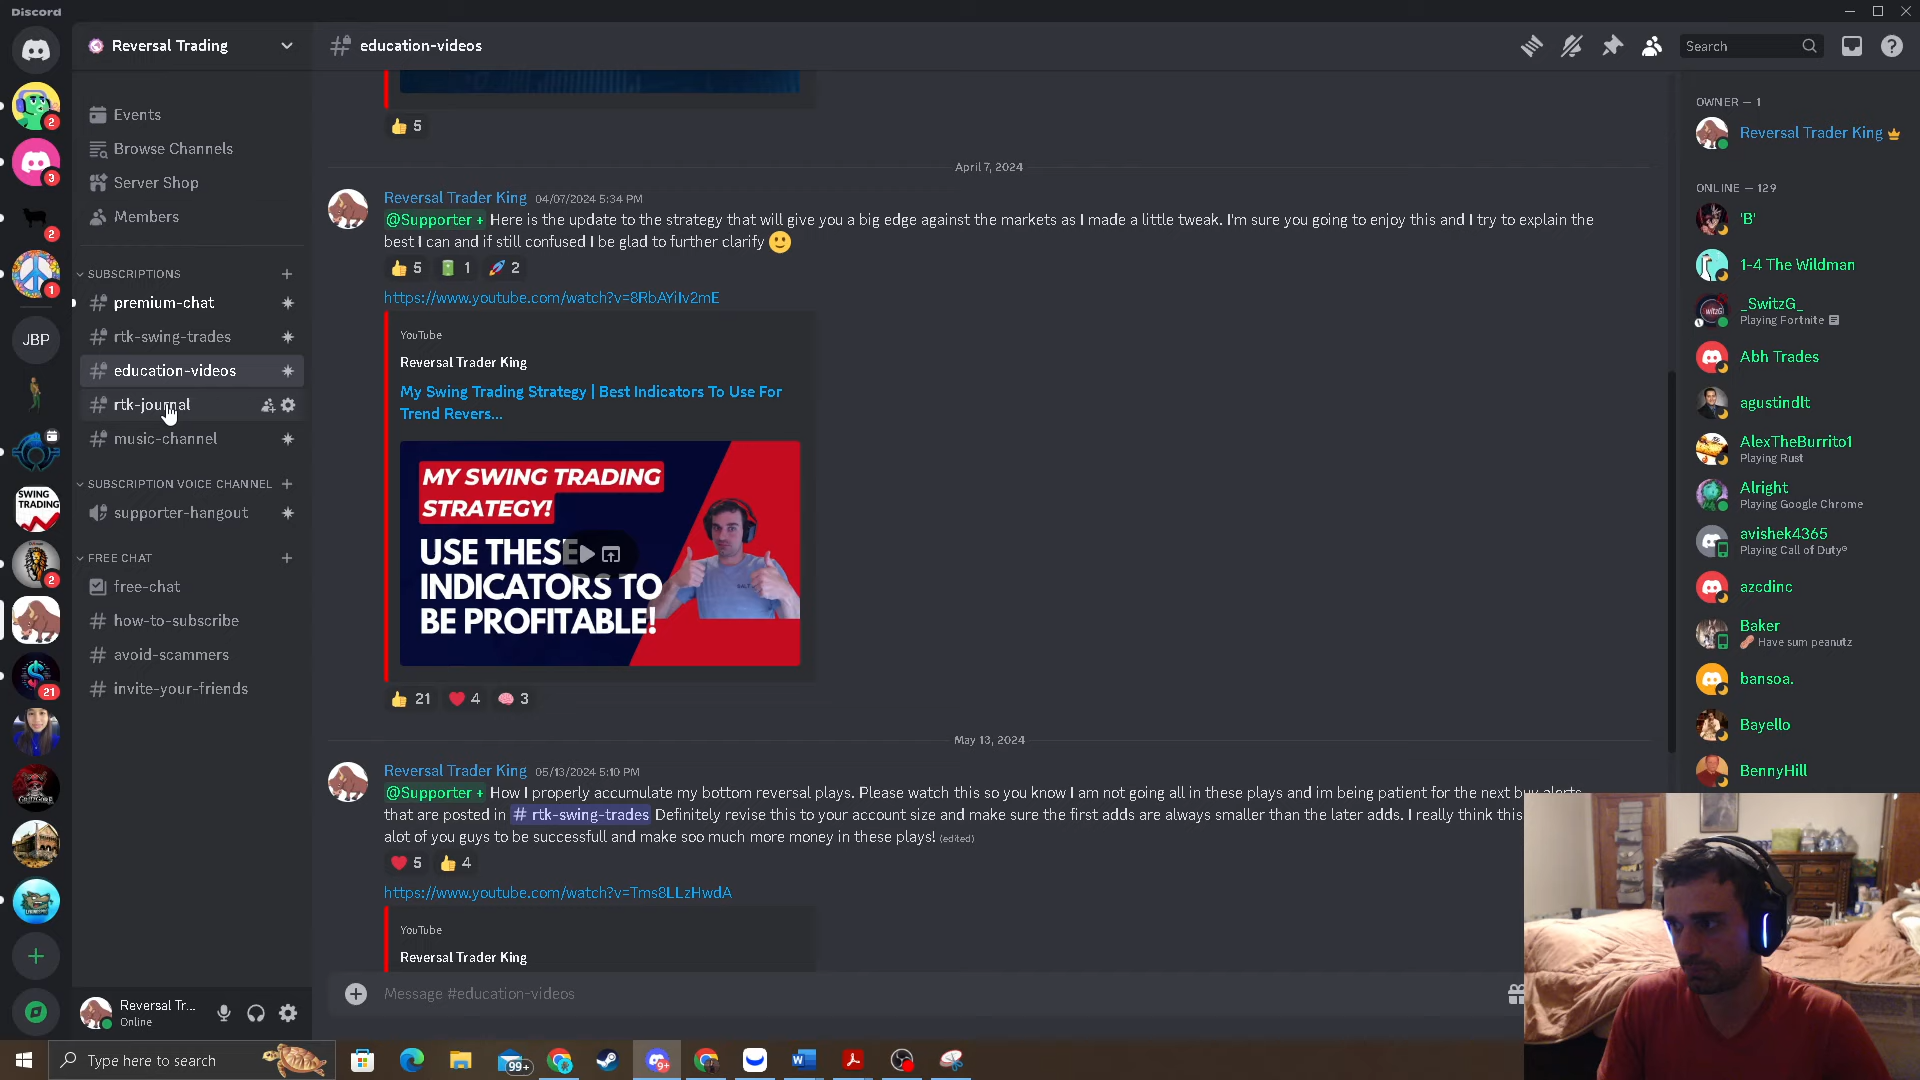 Discord
Reversal Trading
education-videos
Search
Events
Browse Channels
Server Shop
Members
SUBSCRIPTIONS
premium-chat
rtk-swing-trades
education-videos
rtk-journal
music-channel
SUBSCRIPTION VOICE CHANNEL
supporter-hangout
FREE CHAT
free-chat
how-to-subscribe
avoid-scammers
invite-your-friends
2
3
2
1
JBP
SWING
TRADING
2
21
Reversal Tr...
Online
5
April 7, 2024
Reversal Trader King 04/07/2024 5:34 PM
@Supporter + Here is the update to the strategy that will give you a big edge against the markets as I made a little tweak. I'm sure you going to enjoy this and I try to explain the
best I can and if still confused I be glad to further clarify
5 1 2
https://www.youtube.com/watch?v=8RbAYiIv2mE
YouTube
Reversal Trader King
My Swing Trading Strategy | Best Indicators To Use For
Trend Revers...
MY SWING TRADING
STRATEGY!
USE THESE
INDICATORS TO
BE PROFITABLE!
21 4 3
May 13, 2024
Reversal Trader King 05/13/2024 5:10 PM
@Supporter + How I properly accumulate my bottom reversal plays. Please watch this so you know I am not going all in these plays and im being patient for the next buy alerts
that are posted in # rtk-swing-trades Definitely revise this to your account size and make sure the first adds are always smaller than the later adds. I really think this
alot of you guys to be successfull and make soo much more money in these plays! (edited)
5 4
https://www.youtube.com/watch?v=Tms8LLzHwdA
YouTube
Reversal Trader King
Message #education-videos
OWNER — 1
Reversal Trader King
ONLINE — 129
'B'
1-4 The Wildman
_SwitzG_
Playing Fortnite
Abh Trades
agustindlt
AlexTheBurrito1
Playing Rust
Alright
Playing Google Chrome
avishek4365
Playing Call of Duty®
azcdinc
Baker
Have sum peanutz
bansoa.
Bayello
BennyHill
Type here to search
99+
9+